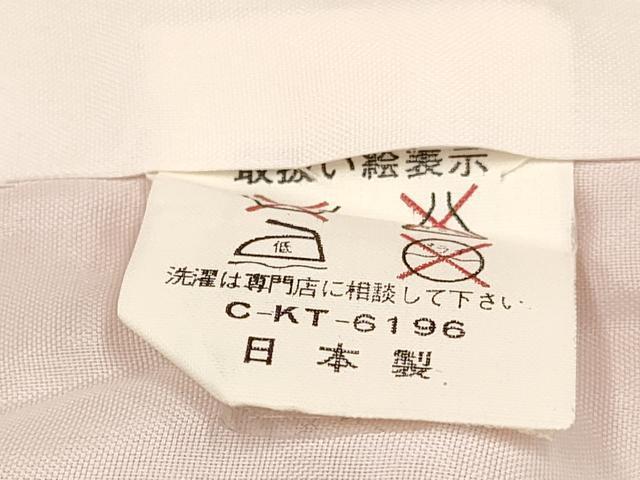 取扱い絵表示
低
洗濯は専門店に相談して下さい
C-KT-6196
日本製